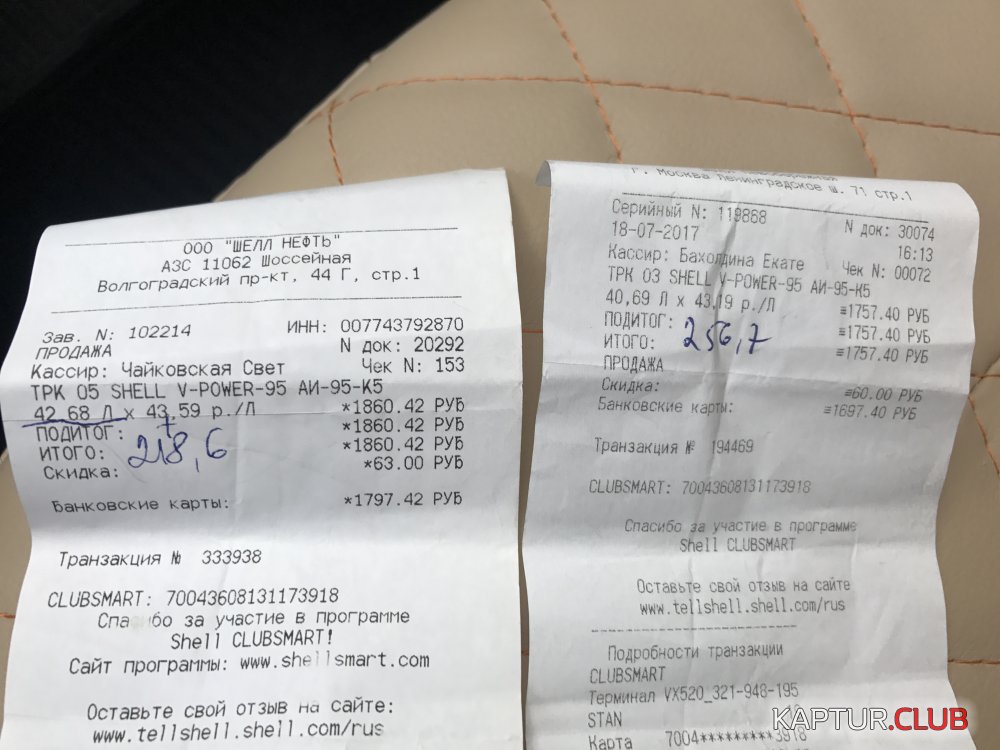 ООО "ШЕЛЛ НЕФТЬ"
АЗС 11062 Шоссейная
Волгоградский пр-кт, 44 Г, стр.1
Зав. N: 102214 ИНН: 007743792870
ПРОДАЖА N док: 20292
Кассир: Чайковская Свет Чек N: 153
ТРК 05 SHELL V-POWER-95 АИ-95-К5
42,68 Л x 43,59 р./Л *1860.42 РУБ
ПОДИТОГ: *1860.42 РУБ
ИТОГО: *1860.42 РУБ
218,6
Скидка: *63.00 РУБ
Банковские карты: *1797.42 РУБ
Транзакция № 333938
CLUBSMART: 70043608131173918
Спасибо за участие в программе
Shell CLUBSMART!
Сайт программы: www.shellsmart.com
Оставьте свой отзыв на сайте:
www.tellshell.shell.com/rus
г. Москва Ленинградское ш. 71 стр.1
Серийный N: 119868 N док: 30074
18-07-2017 16:13
Кассир: Бахолдина Екате Чек N: 00072
ТРК 03 SHELL V-POWER-95 АИ-95-К5
40,69 Л x 43,19 р./Л ≡1757.40 РУБ
ПОДИТОГ: ≡1757.40 РУБ
ИТОГО: ≡1757.40 РУБ
256,7
ПРОДАЖА
Скидка: ≡60.00 РУБ
Банковские карты: ≡1697.40 РУБ
Транзакция № 194469
CLUBSMART: 70043608131173918
Спасибо за участие в программе
Shell CLUBSMART
Оставьте свой отзыв на сайте
www.tellshell.shell.com/rus
Подробности транзакции
CLUBSMART
Терминал VX520_321-948-195
STAN
Карта 7004*********3918
KAPTUR.CLUB